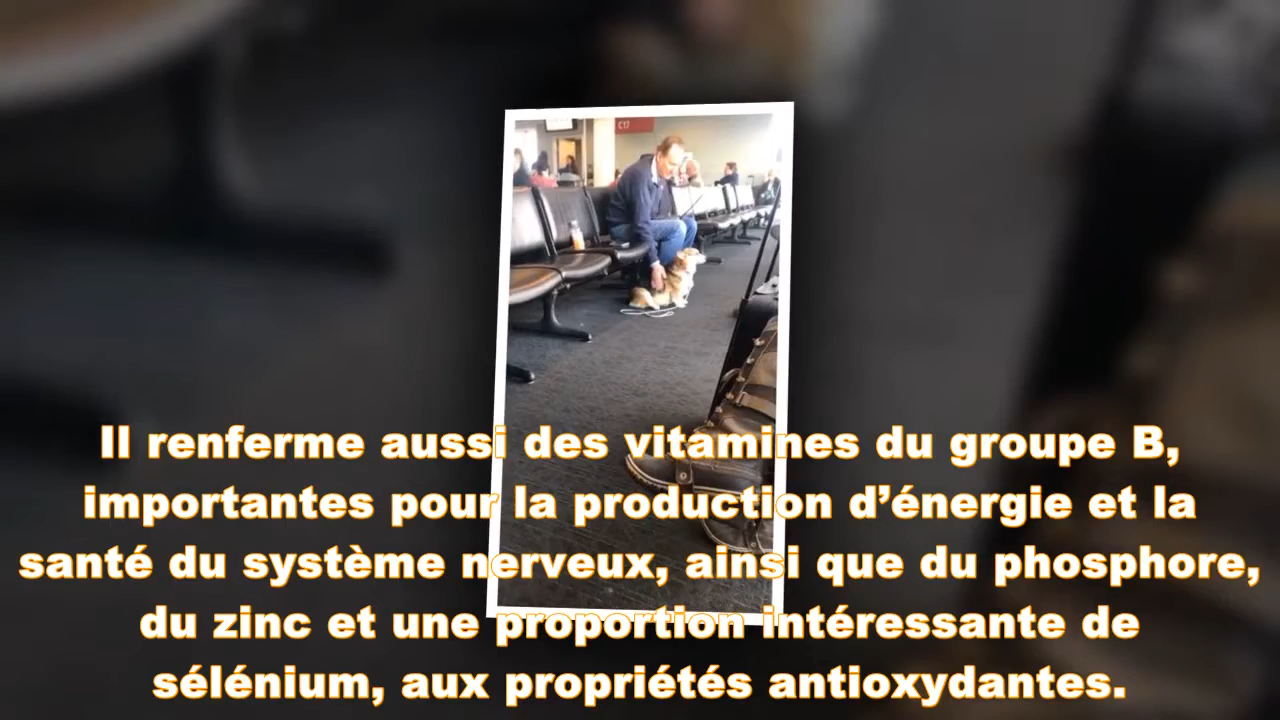 C17
Il renferme aussi des vitamines du groupe B,
importantes pour la production d’énergie et la
santé du système nerveux, ainsi que du phosphore,
du zinc et une proportion intéressante de
sélénium, aux propriétés antioxydantes.